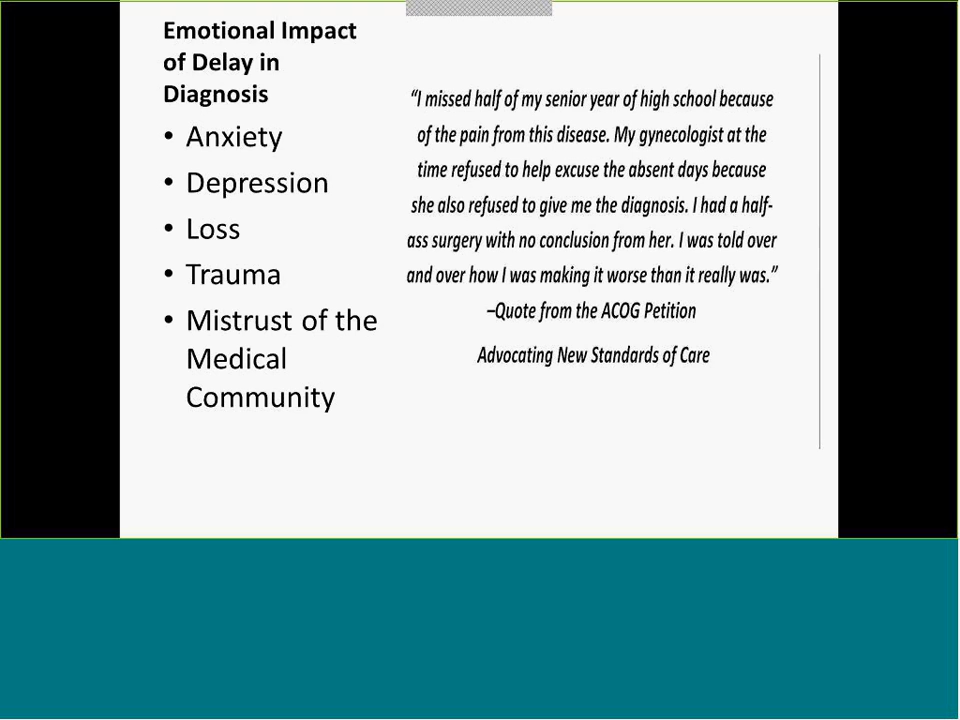 Emotional Impact
of Delay in
Diagnosis
• Anxiety
• Depression
• Loss
• Trauma
• Mistrust of the
Medical
Community
“I missed half of my senior year of high school because
of the pain from this disease. My gynecologist at the
time refused to help excuse the absent days because
she also refused to give me the diagnosis. I had a half-
ass surgery with no conclusion from her. I was told over
and over how I was making it worse than it really was.”
–Quote from the ACOG Petition
Advocating New Standards of Care